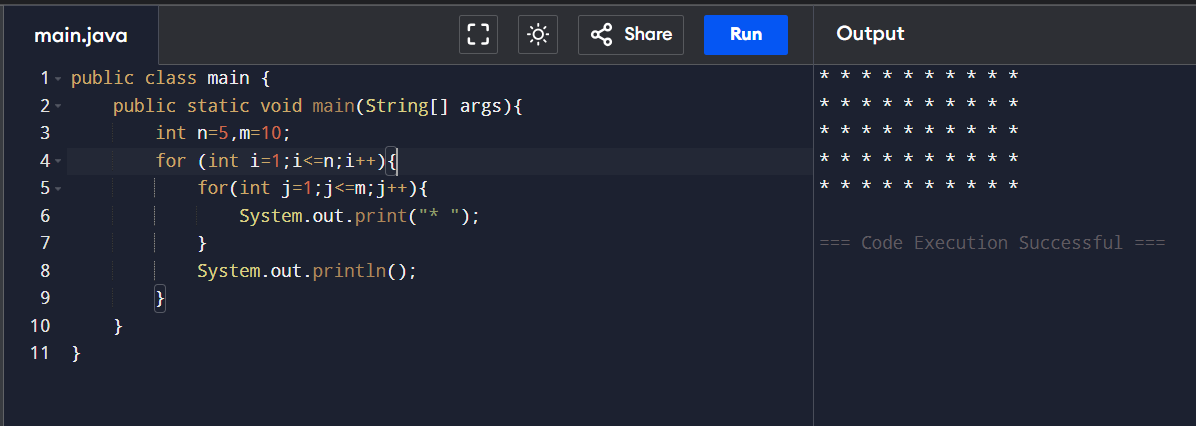 main.java Share Run Output
1 public class main {
2 public static void main(String[] args){
3 int n=5,m=10;
4 for (int i=1;i<=n;i++){
5 for(int j=1;j<=m;j++){
6 System.out.print("* ");
7 }
8 System.out.println();
9 }
10 }
11 }
* * * * * * * * * *
* * * * * * * * * *
* * * * * * * * * *
* * * * * * * * * *
* * * * * * * * * *
=== Code Execution Successful ===